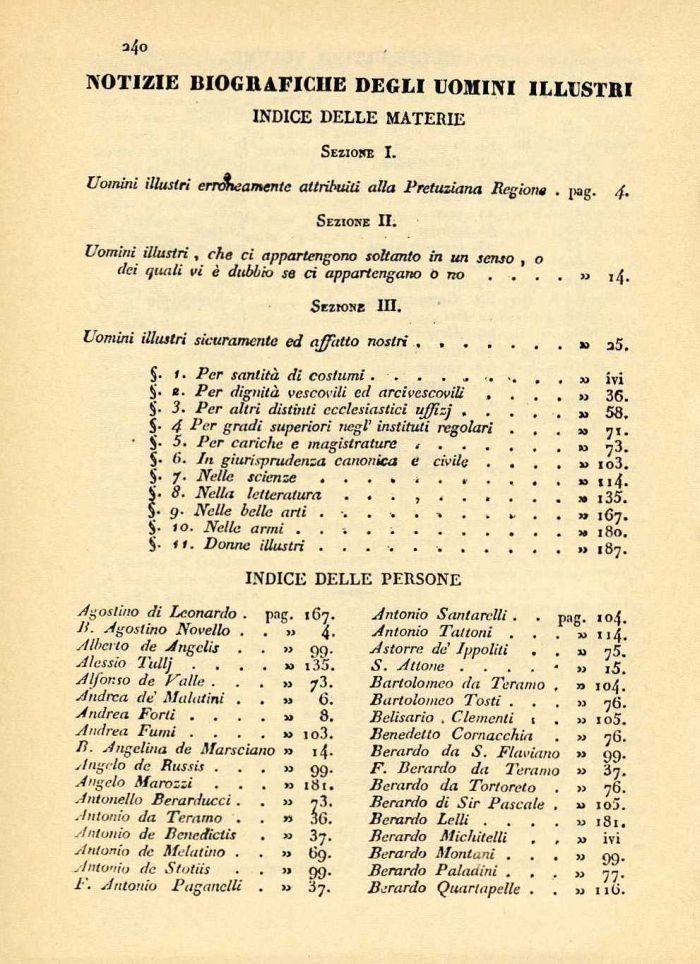 240
NOTIZIE BIOGRAFICHE DEGLI UOMINI ILLUSTRI
INDICE DELLE MATERIE
SEZIONE I.
Uomini illustri erroneamente attribuiti alla Pretuziana Regione . pag. 4.
SEZIONE II.
Uomini illustri , che ci appartengono soltanto in un senso , o
dei quali vi è dubbio se ci appartengano o no . . . . » 14.
SEZIONE III.
Uomini illustri sicuramente ed affatto nostri . . . . . . . » 25.
§. 1. Per santità di costumi . . . . . . . . » ivi
§. 2. Per dignità vescovili ed arcivescovili . . . . » 36.
§. 3. Per altri distinti ecclesiastici uffizj . . . . . » 58.
§. 4 Per gradi superiori negl' instituti regolari . . . » 71.
§. 5. Per cariche e magistrature . . . . . . » 73.
§. 6. In giurisprudenza canonica e civile . . . . » 103.
§. 7. Nelle scienze . . . . . . . . . » 114.
§. 8. Nella letteratura . . . . . . . . » 135.
§. 9. Nelle belle arti . . . . . . . . . » 167.
§. 10. Nelle armi . . . . . . . . . . » 180.
§. 11. Donne illustri . . . . . . . . . » 187.
INDICE DELLE PERSONE
Agostino di Leonardo . pag. 167.
B. Agostino Novello . . » 4.
Alberto de Angelis . . » 99.
Alessio Tullj . . . . » 135.
Alfonso de Valle . . . » 73.
Andrea de' Malatini . . » 6.
Andrea Forti . . . . » 8.
Andrea Fumi . . . . » 103.
B. Angelina de Marsciano » 14.
Angelo de Russis . . . » 99.
Angelo Marozzi . . . » 181.
Antonello Berarducci . . » 73.
Antonio da Teramo . . » 36.
Antonio de Benedictis . » 37.
Antonio de Melatino . . » 69.
Antonio de Stotiis . . » 99.
F. Antonio Paganelli . » 37.
Antonio Santarelli . . pag. 104.
Antonio Tattoni . . . » 114.
Astorre de' Ippoliti . . » 75.
S. Attone . . . . . » 15.
Bartolomeo da Teramo . » 104.
Bartolomeo Tosti . . . » 76.
Belisario . Clementi . . » 105.
Benedetto Cornacchia . » 76.
Berardo da S. Flaviano » 99.
F. Berardo da Teramo » 37.
Berardo da Tortoreto . » 76.
Berardo di Sir Pascale . » 105.
Berardo Lelli . . . . » 181.
Berardo Michitelli . . » ivi
Berardo Montani . . . » 99.
Berardo Paladini . . . » 77.
Berardo Quartapelle . . » 116.